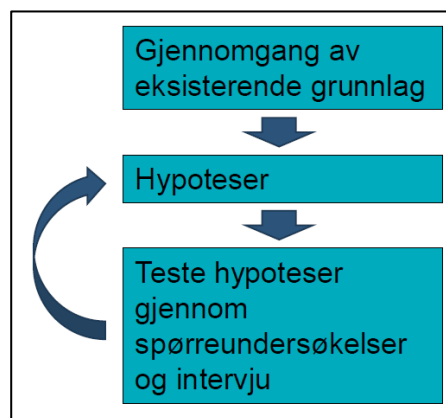 Gjennomgang av
eksisterende grunnlag
Hypoteser
Teste hypoteser
gjennom
spørreundersøkelser
og intervju